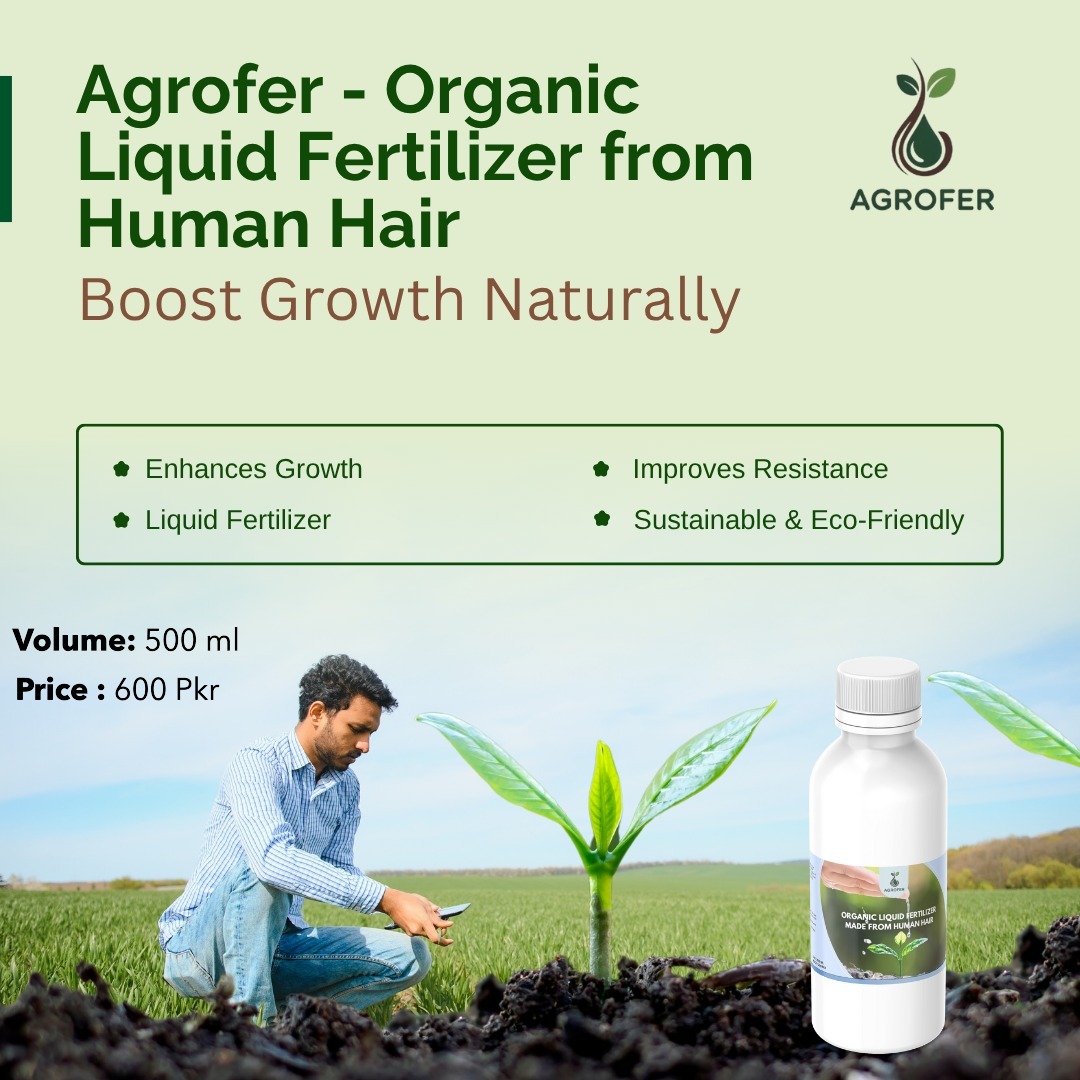 Agrofer - Organic
Liquid Fertilizer from
Human Hair
Boost Growth Naturally
AGROFER
Enhances Growth
Improves Resistance
Liquid Fertilizer
Sustainable & Eco-Friendly
Volume: 500 ml
Price : 600 Pkr
AGROFER
ORGANIC LIQUID FERTILIZER
MADE FROM HUMAN HAIR